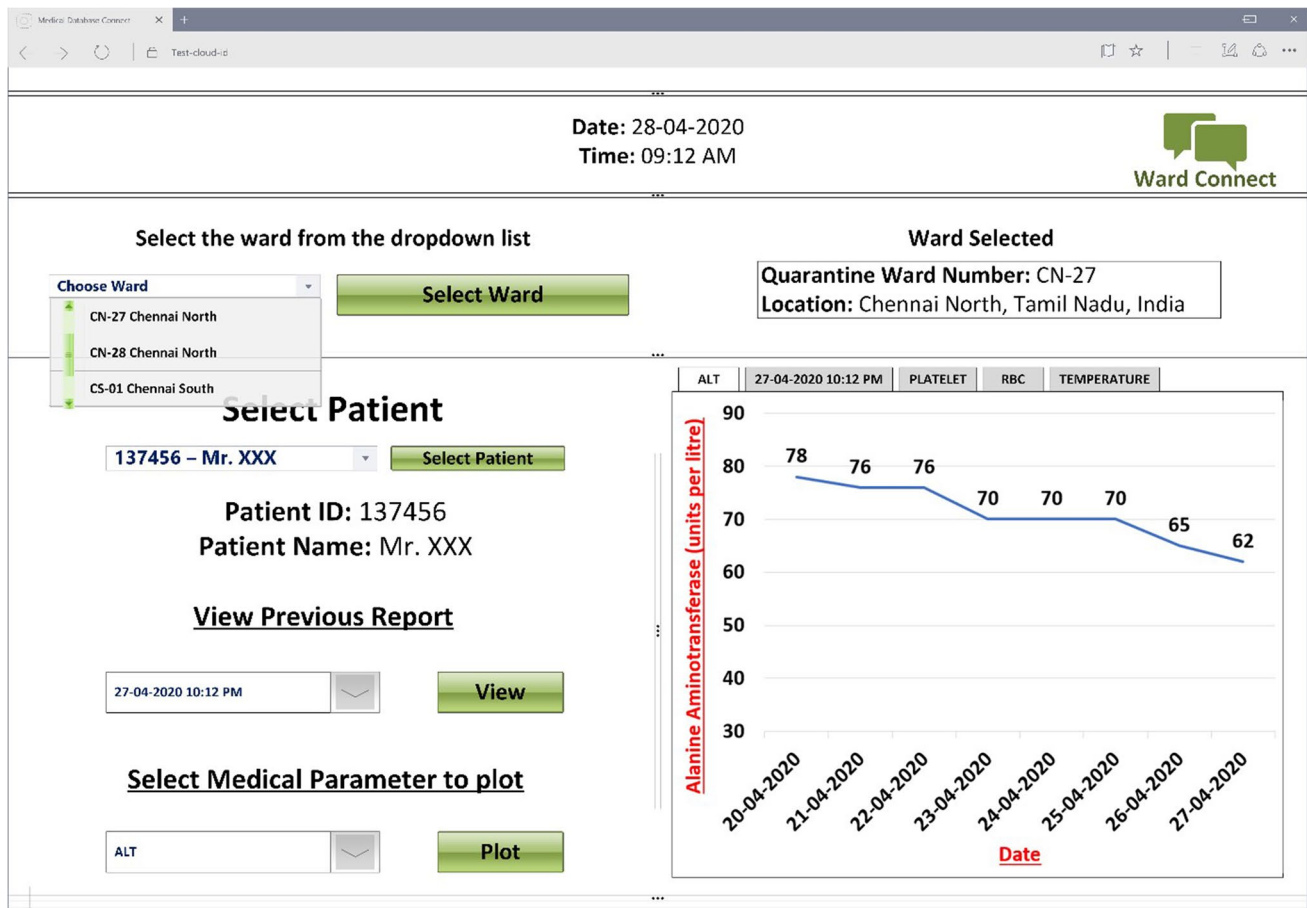 Medical Database Connect
Test-cloud-id
Date: 28-04-2020
Time: 09:12 AM
Ward Connect
Select the ward from the dropdown list
Choose Ward
Select Ward
CN-27 Chennai North
CN-28 Chennai North
CS-01 Chennai South
Ward Selected
Quarantine Ward Number: CN-27
Location: Chennai North, Tamil Nadu, India
Select Patient
137456 – Mr. XXX
Select Patient
Patient ID: 137456
Patient Name: Mr. XXX
View Previous Report
27-04-2020 10:12 PM
View
Select Medical Parameter to plot
ALT
Plot
ALT
27-04-2020 10:12 PM
PLATELET
RBC
TEMPERATURE
Alanine Aminotransferase (units per litre)
90
80
70
60
50
40
30
78
76
76
70
70
70
65
62
20-04-2020
21-04-2020
22-04-2020
23-04-2020
24-04-2020
25-04-2020
26-04-2020
27-04-2020
Date